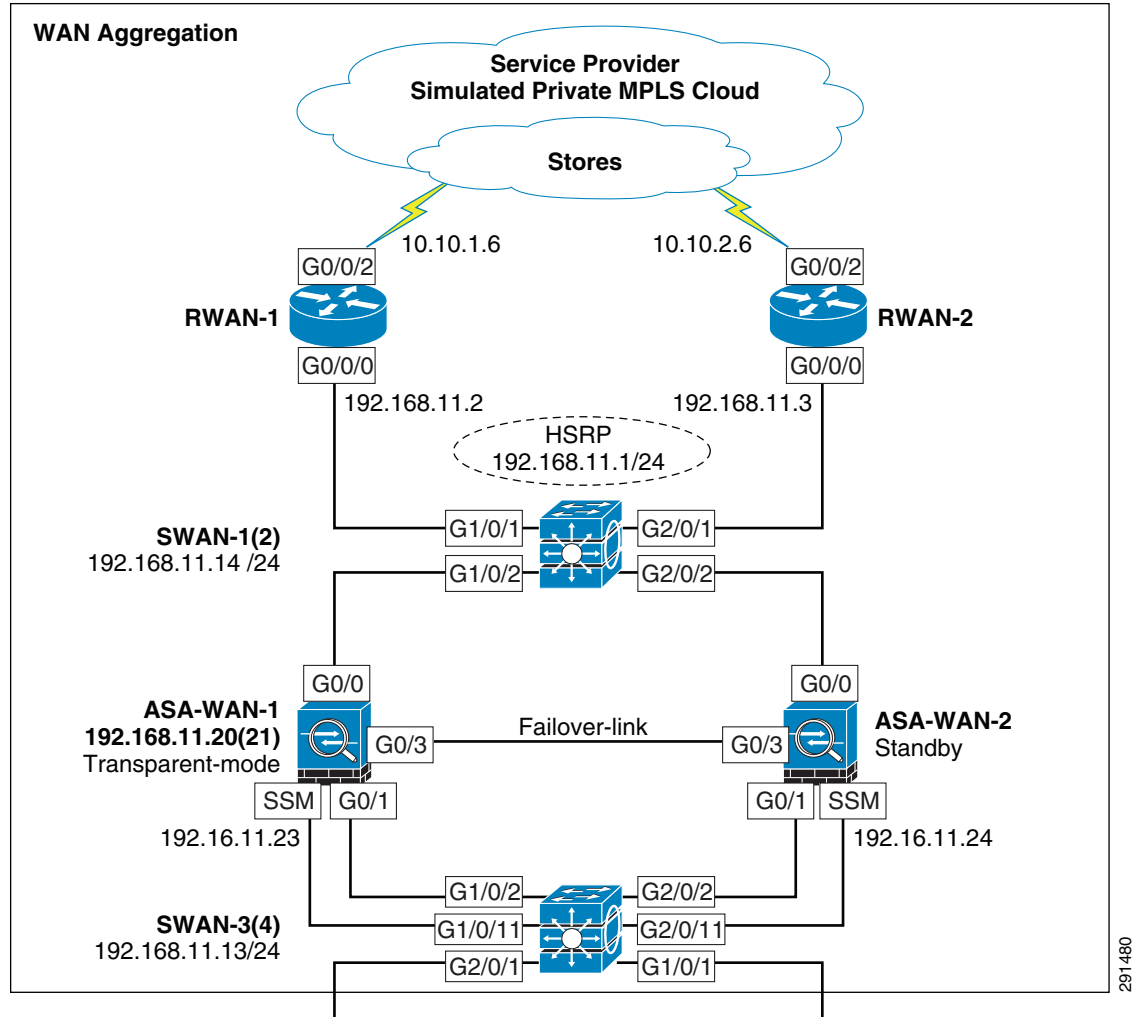 WAN Aggregation
Service Provider
Simulated Private MPLS Cloud
Stores
10.10.1.6
10.10.2.6
G0/0/2
G0/0/2
RWAN-1
RWAN-2
G0/0/0
G0/0/0
192.168.11.2
192.168.11.3
HSRP
192.168.11.1/24
SWAN-1(2)
192.168.11.14 /24
G1/0/1
G2/0/1
G1/0/2
G2/0/2
G0/0
G0/0
ASA-WAN-1
192.168.11.20(21)
Transparent-mode
G0/3
Failover-link
G0/3
ASA-WAN-2
Standby
SSM
G0/1
G0/1
SSM
192.16.11.23
192.16.11.24
G1/0/2
G2/0/2
SWAN-3(4)
192.168.11.13/24
G1/0/11
G2/0/11
G2/0/1
G1/0/1
291480